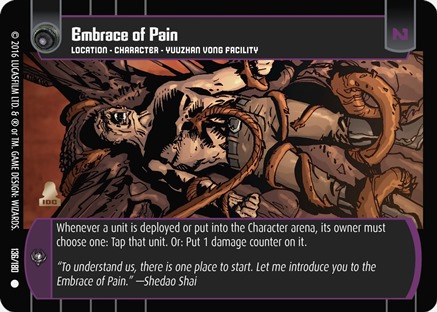 Embrace of Pain
LOCATION - CHARACTER - YUUZHAN VONG FACILITY
N
Whenever a unit is deployed or put into the Character arena, its owner must
choose one: Tap that unit. Or: Put 1 damage counter on it.
"To understand us, there is one place to start. Let me introduce you to the
Embrace of Pain." —Shedao Shai
© 2016 LUCASFILM LTD. & ® or TM. GAME DESIGN: WIZARDS.
IDC